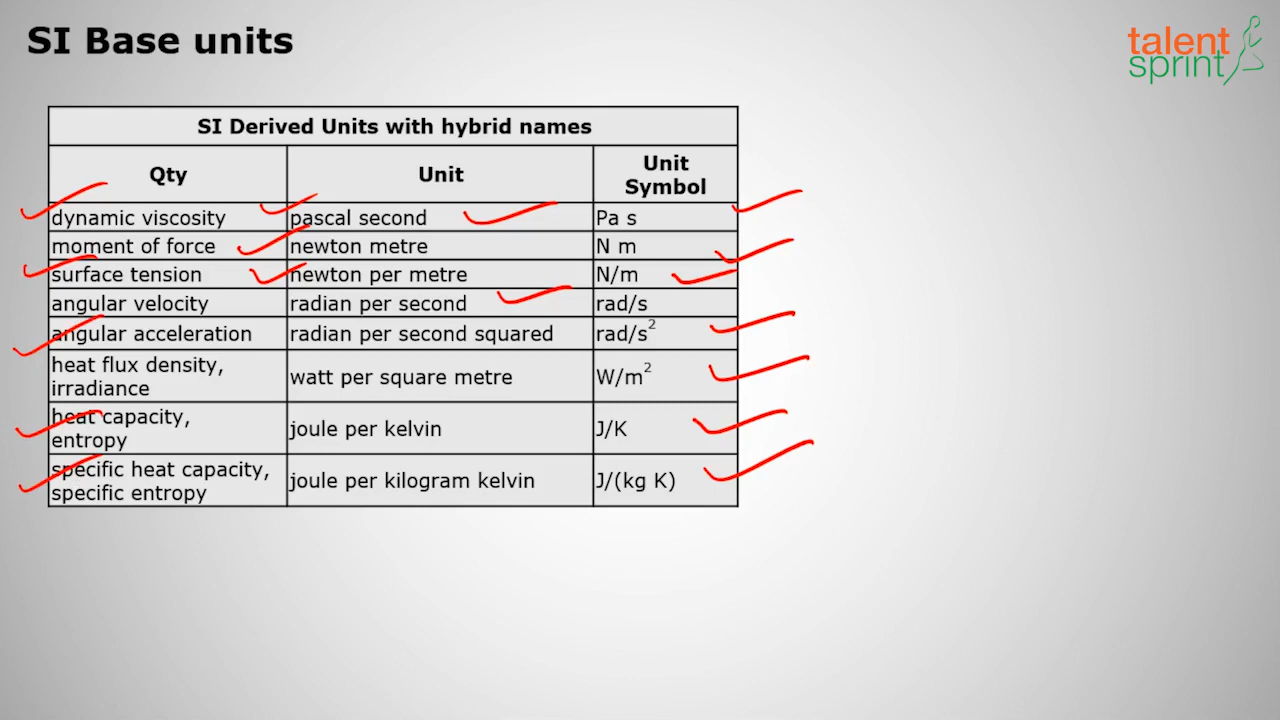 SI Base units
talent
sprint
SI Derived Units with hybrid names
Qty
Unit
Unit
Symbol
dynamic viscosity
pascal second
Pa s
moment of force
newton metre
N m
surface tension
newton per metre
N/m
angular velocity
radian per second
rad/s
angular acceleration
radian per second squared
rad/s²
heat flux density,
irradiance
watt per square metre
W/m²
heat capacity,
entropy
joule per kelvin
J/K
specific heat capacity,
specific entropy
joule per kilogram kelvin
J/(kg K)